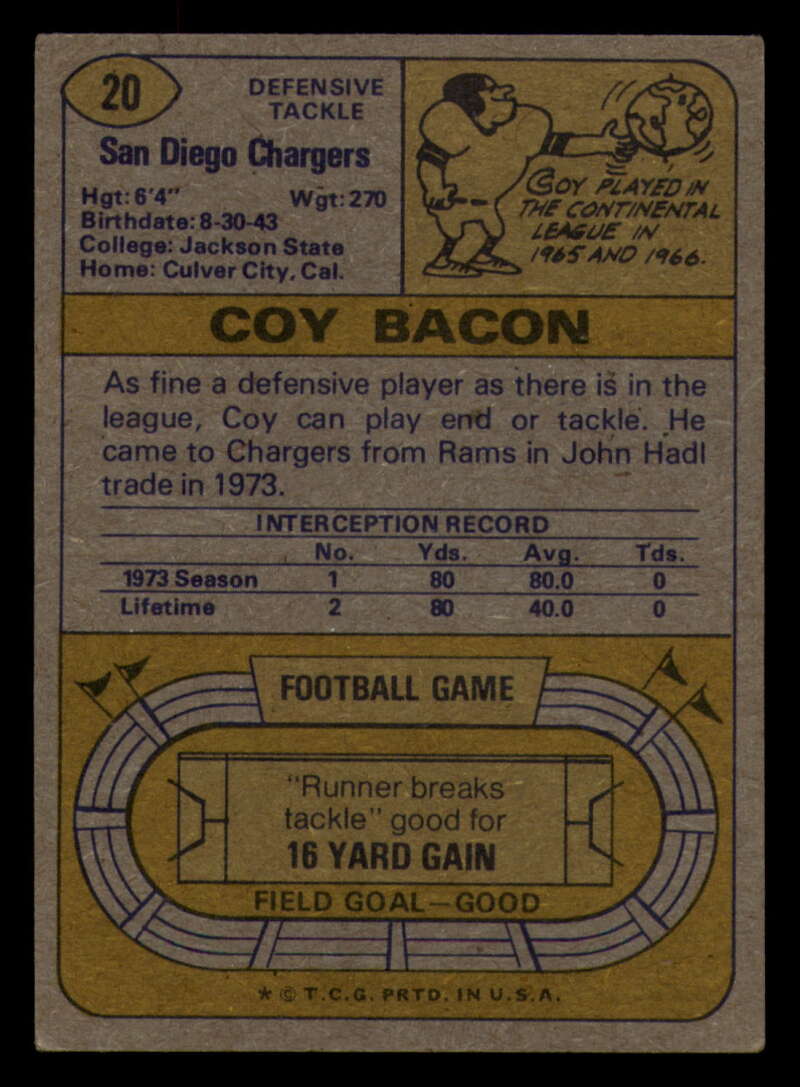 20
DEFENSIVE
TACKLE
San Diego Chargers
Hgt: 6'4" Wgt: 270
Birthdate: 8-30-43
College: Jackson State
Home: Culver City, Cal.
COY PLAYED IN
THE CONTINENTAL
LEAGUE IN
1965 AND 1966.
COY BACON
As fine a defensive player as there is in the
league, Coy can play end or tackle. He
came to Chargers from Rams in John Hadl
trade in 1973.
INTERCEPTION RECORD
No. Yds. Avg. Tds.
1973 Season 1 80 80.0 0
Lifetime 2 80 40.0 0
FOOTBALL GAME
"Runner breaks
tackle" good for
16 YARD GAIN
FIELD GOAL—GOOD
* © T.C.G. PRTD. IN U.S.A.